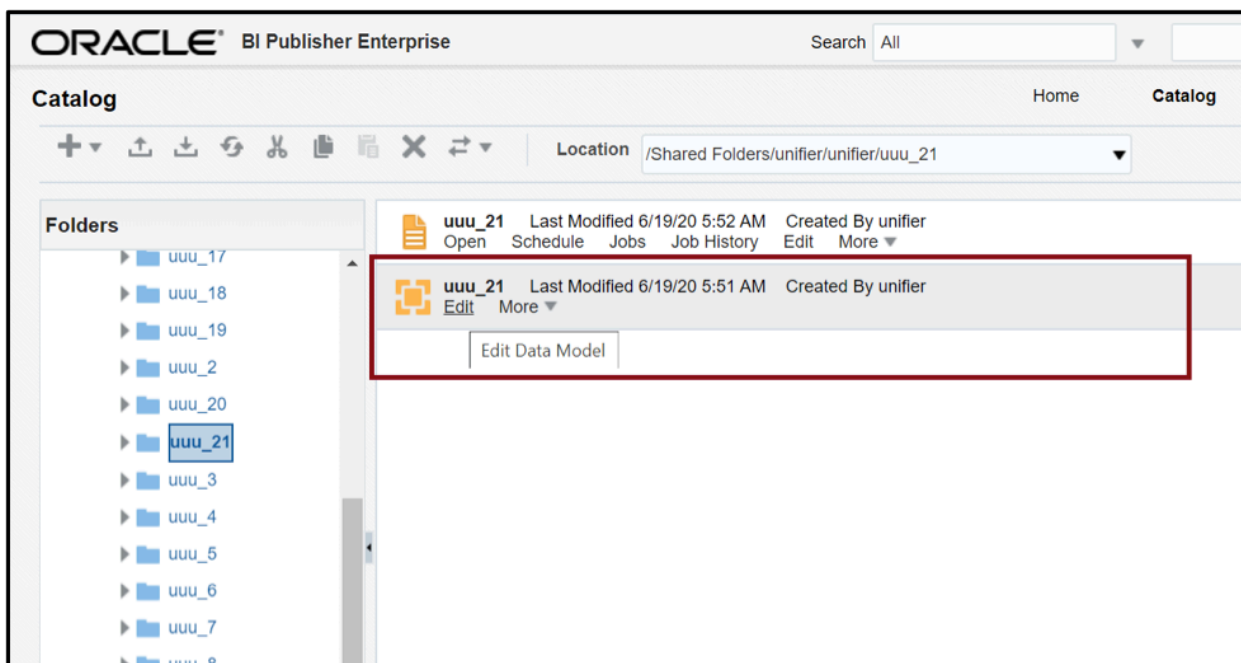 ORACLE® BI Publisher Enterprise Search All
Catalog Home Catalog
Location /Shared Folders/unifier/unifier/uuu_21
Folders
uuu_17
uuu_18
uuu_19
uuu_2
uuu_20
uuu_21
uuu_3
uuu_4
uuu_5
uuu_6
uuu_7
uuu_8
uuu_21 Last Modified 6/19/20 5:52 AM Created By unifier
Open Schedule Jobs Job History Edit More
uuu_21 Last Modified 6/19/20 5:51 AM Created By unifier
Edit More
Edit Data Model